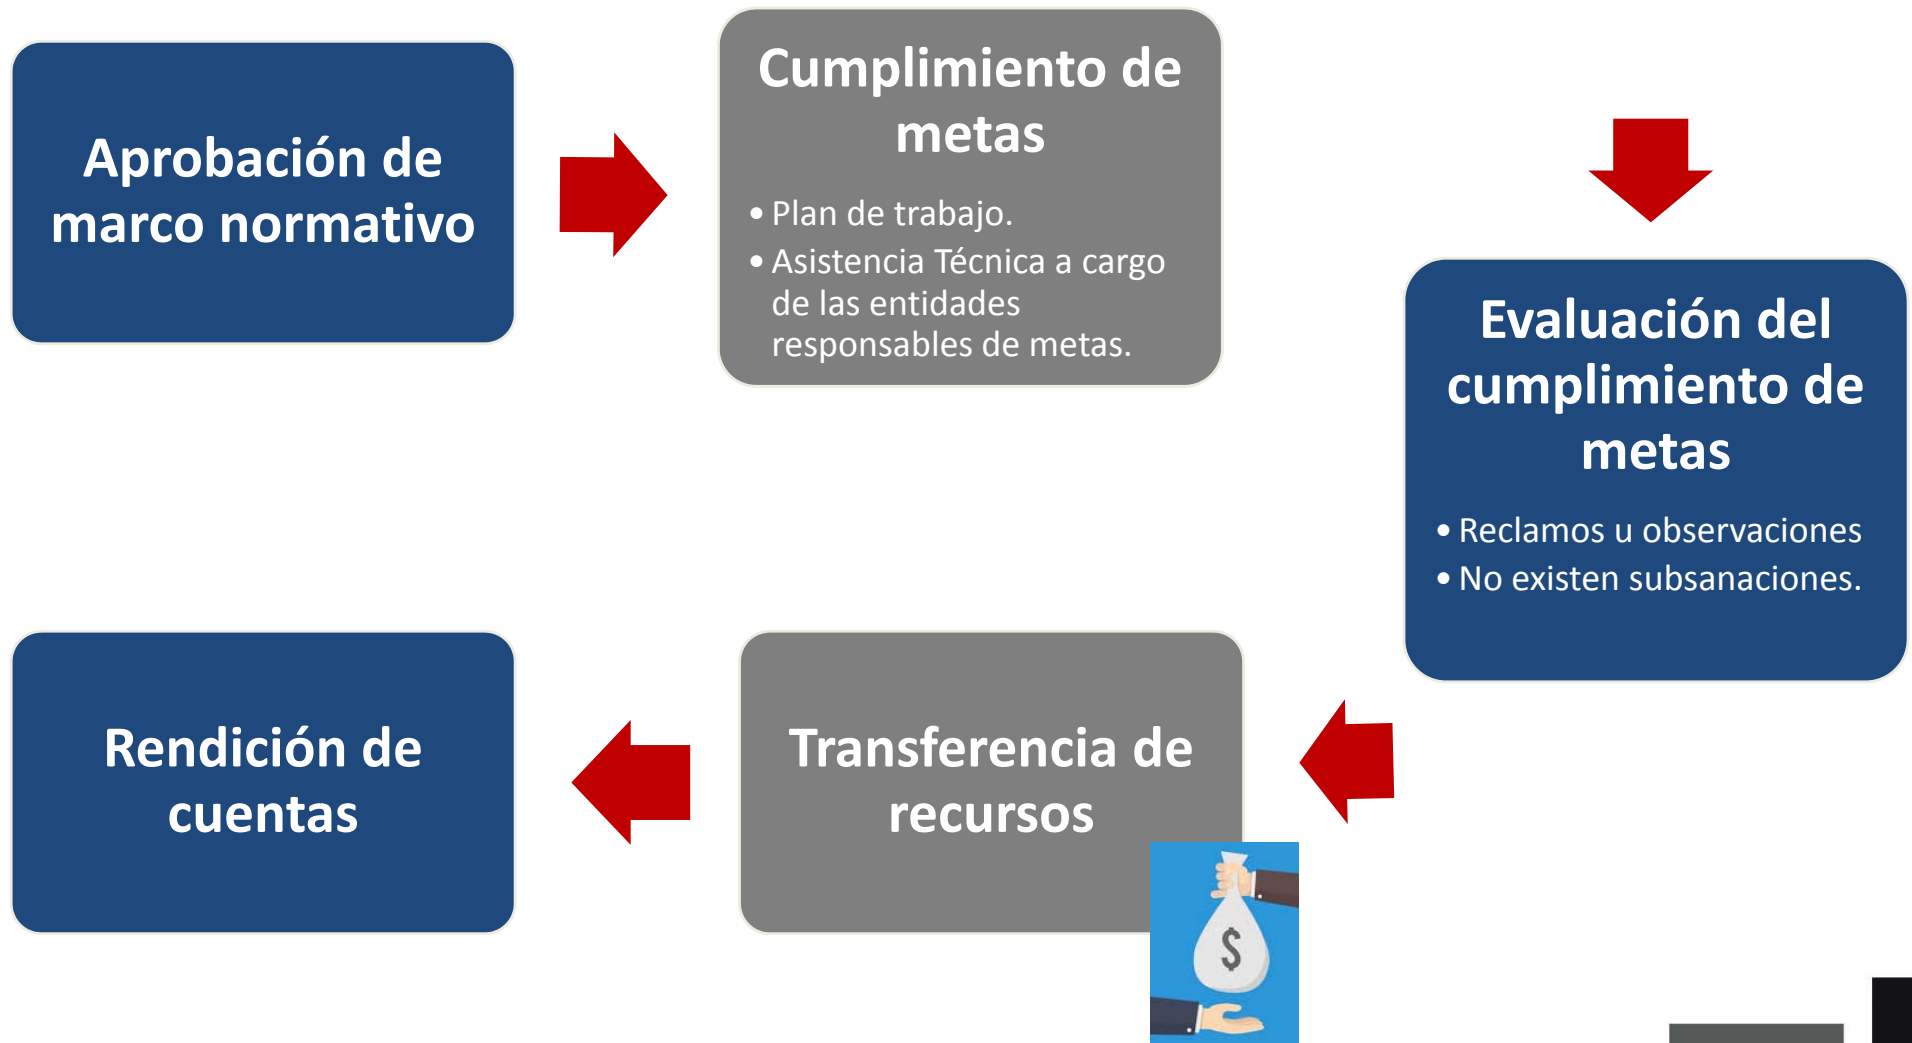 Aprobación de
marco normativo
Cumplimiento de
metas
• Plan de trabajo.
• Asistencia Técnica a cargo
de las entidades
responsables de metas.
Evaluación del
cumplimiento de
metas
• Reclamos u observaciones
• No existen subsanaciones.
Transferencia de
recursos
$
Rendición de
cuentas